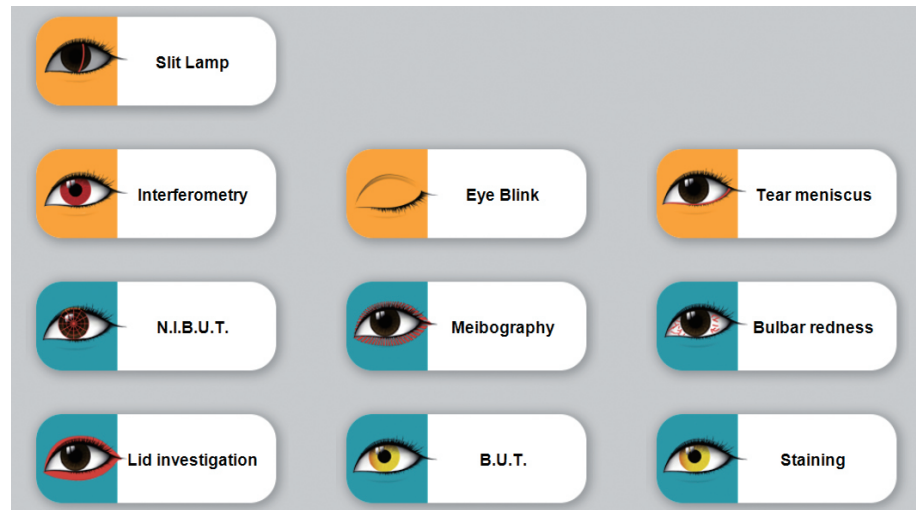 Slit Lamp
Interferometry
Eye Blink
Tear meniscus
N.I.B.U.T.
Meibography
Bulbar redness
Lid investigation
B.U.T.
Staining